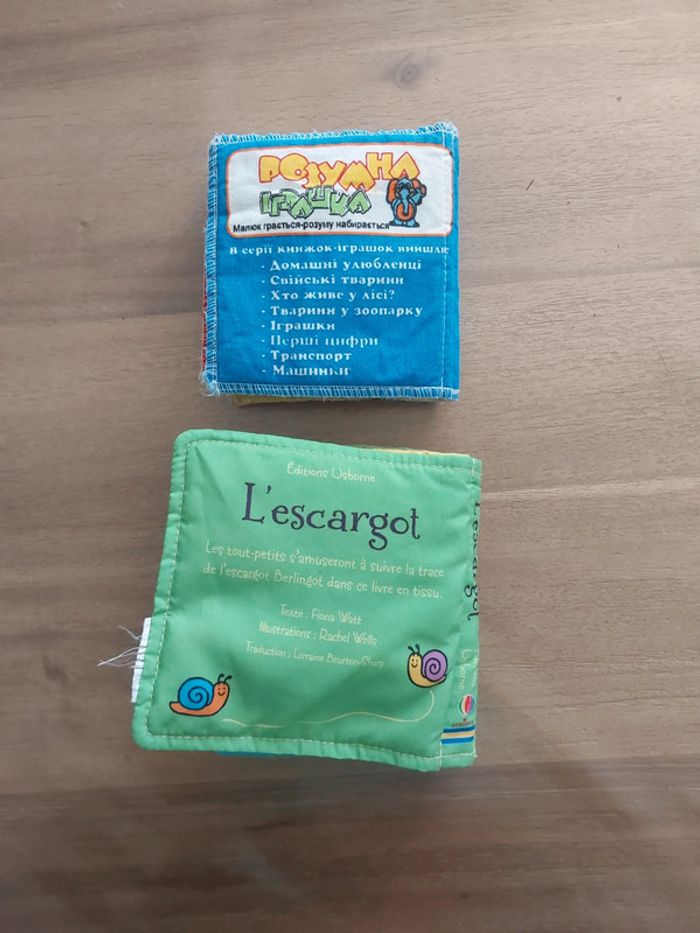 РОЗУМНА
ІГРАШКА
Малюк грається-розуму набирається
В серії книжок-іграшок вийшли:
· Домашні улюбленці
· Свійські тварини
· Хто живе у лісі?
· Тварини у зоопарку
· Іграшки
· Перші цифри
· Транспорт
· Машинки
Éditions Usborne
L'escargot
Les tout-petits s'amuseront à suivre la trace
de l'escargot Berlingot dans ce livre en tissu.
Texte : Fiona Watt
Illustrations : Rachel Wells
Traduction : Lorraine Beurton-Sharp
L'escargot
Usborne